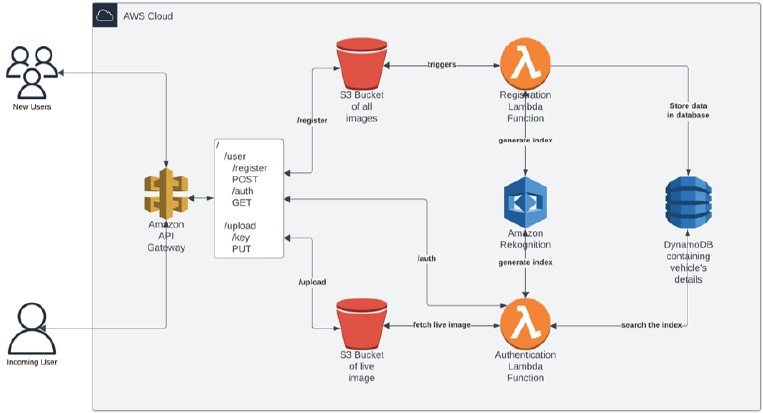 AWS Cloud
New Users
S3 Bucket
of all
images
triggers
Registration
Lambda
Function
Store data
in database
/register
generate index
/
/user
/register
POST
/auth
GET
/upload
/key
PUT
Amazon
API
Gateway
Amazon
Rekognition
DynamoDB
containing
vehicle's
details
/auth
generate index
/upload
Incoming User
S3 Bucket
of live
image
fetch live image
Authentication
Lambda
Function
search the index